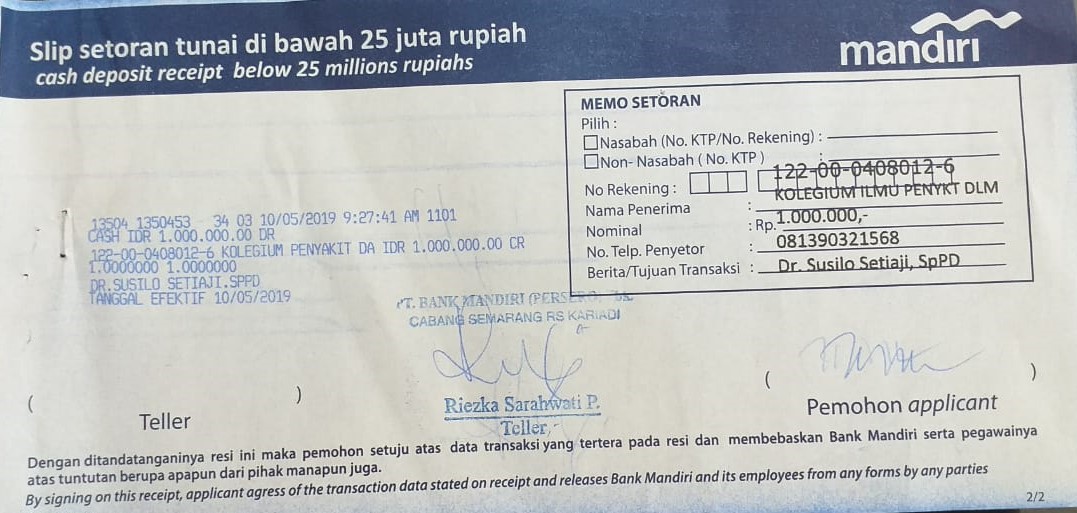 Slip setoran tunai di bawah 25 juta rupiah
cash deposit receipt below 25 millions rupiahs
mandiri
MEMO SETORAN
Pilih :
Nasabah (No. KTP/No. Rekening) :
Non- Nasabah ( No. KTP ) :
No Rekening : 122-00-0408012-6
Nama Penerima : KOLEGIUM ILMU PENYKT DLM
Nominal : Rp. 1.000.000,-
No. Telp. Penyetor : 081390321568
Berita/Tujuan Transaksi : Dr. Susilo Setiaji, SpPD
13504 1350453 34 03 10/05/2019 9:27:41 AM 1101
CASH IDR 1.000.000.00 DR
122-00-0408012-6 KOLEGIUM PENYAKIT DA IDR 1.000.000.00 CR
1.0000000 1.0000000
DR.SUSILO SETIAJI.SPPD
TANGGAL EFEKTIF 10/05/2019
PT. BANK MANDIRI (PERSERO)
CABANG SEMARANG RS KARIADI
( )
Teller
Riezka Sarahwati P.
Teller
( )
Pemohon applicant
Dengan ditandatanganinya resi ini maka pemohon setuju atas data transaksi yang tertera pada resi dan membebaskan Bank Mandiri serta pegawainya
atas tuntutan berupa apapun dari pihak manapun juga.
By signing on this receipt, applicant agress of the transaction data stated on receipt and releases Bank Mandiri and its employees from any forms by any parties
2/2